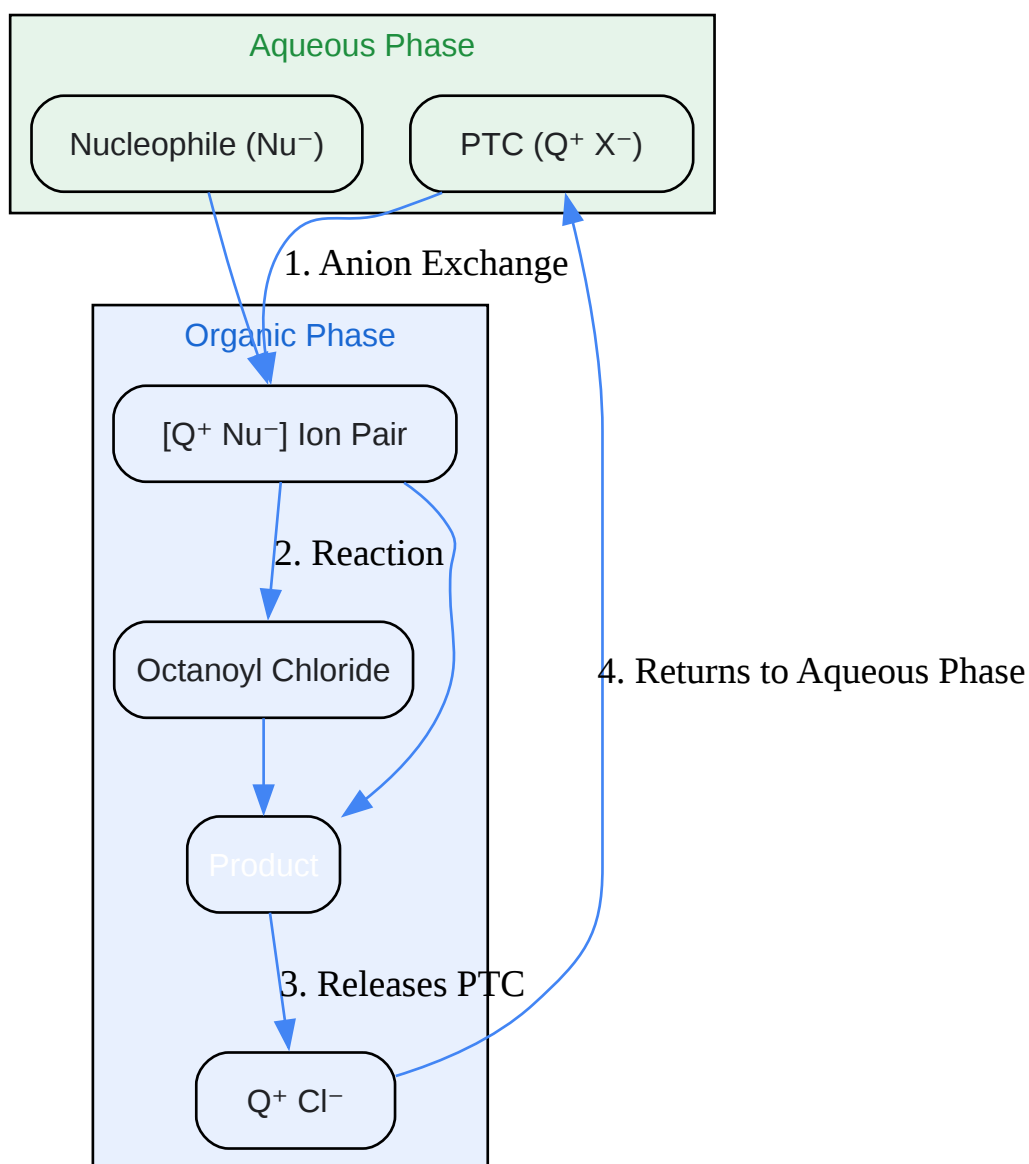 Aqueous Phase
Nucleophile (Nu⁻)
PTC (Q⁺ X⁻)
1. Anion Exchange
Organic Phase
[Q⁺ Nu⁻] Ion Pair
2. Reaction
Octanoyl Chloride
4. Returns to Aqueous Phase
Product
3. Releases PTC
Q⁺ Cl⁻